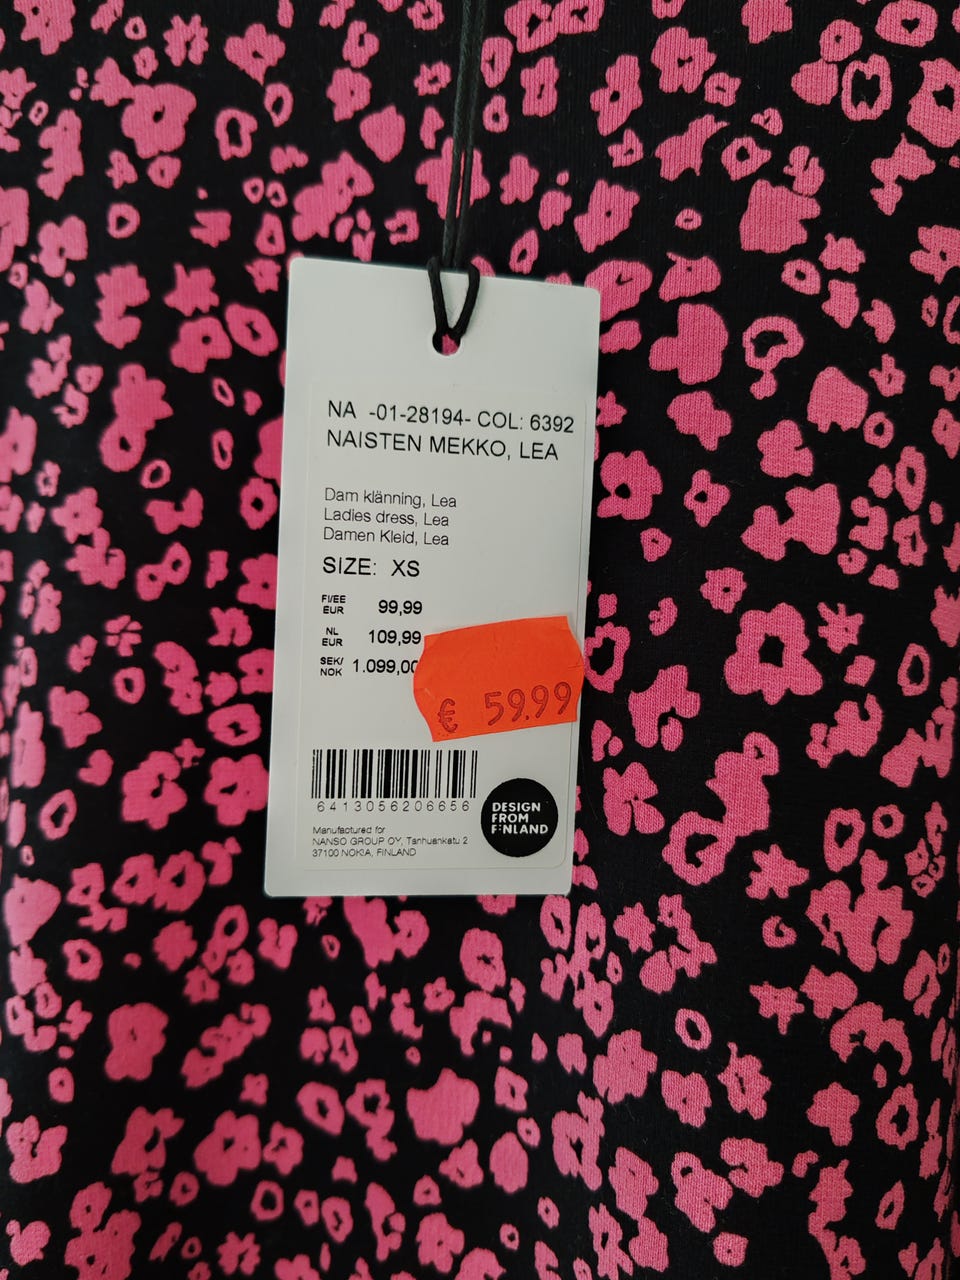 NA -01-28194- COL: 6392
NAISTEN MEKKO, LEA
Dam klänning, Lea
Ladies dress, Lea
Damen Kleid, Lea
SIZE: XS
FI/EE
EUR 99,99
NL
EUR 109,99
SEK/
NOK 1.099,00
€ 59.99
6413056206656
DESIGN
FROM
FINLAND
Manufactured for
NANSO GROUP OY, Tanhuankatu 2
37100 NOKIA, FINLAND